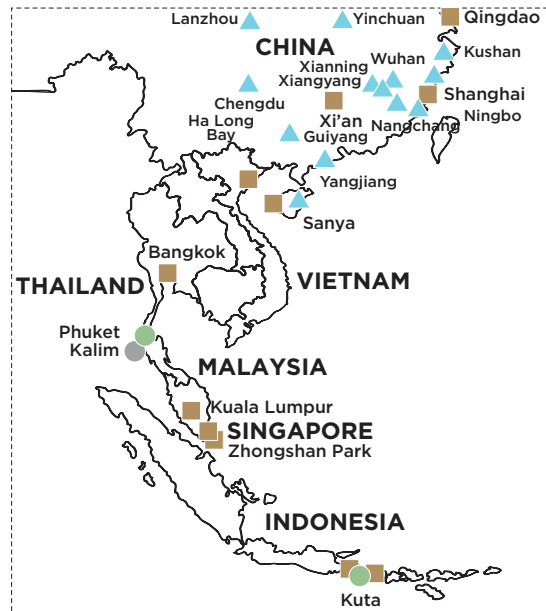 Lanzhou
Yinchuan
Qingdao
CHINA
Kushan
Wuhan
Xianning
Xiangyang
Chengdu
Shanghai
Xi'an
Ningbo
Ha Long
Bay
Guiyang
Nangchang
Yangjiang
Sanya
Bangkok
THAILAND
VIETNAM
Phuket
Kalim
MALAYSIA
Kuala Lumpur
SINGAPORE
Zhongshan Park
INDONESIA
Kuta